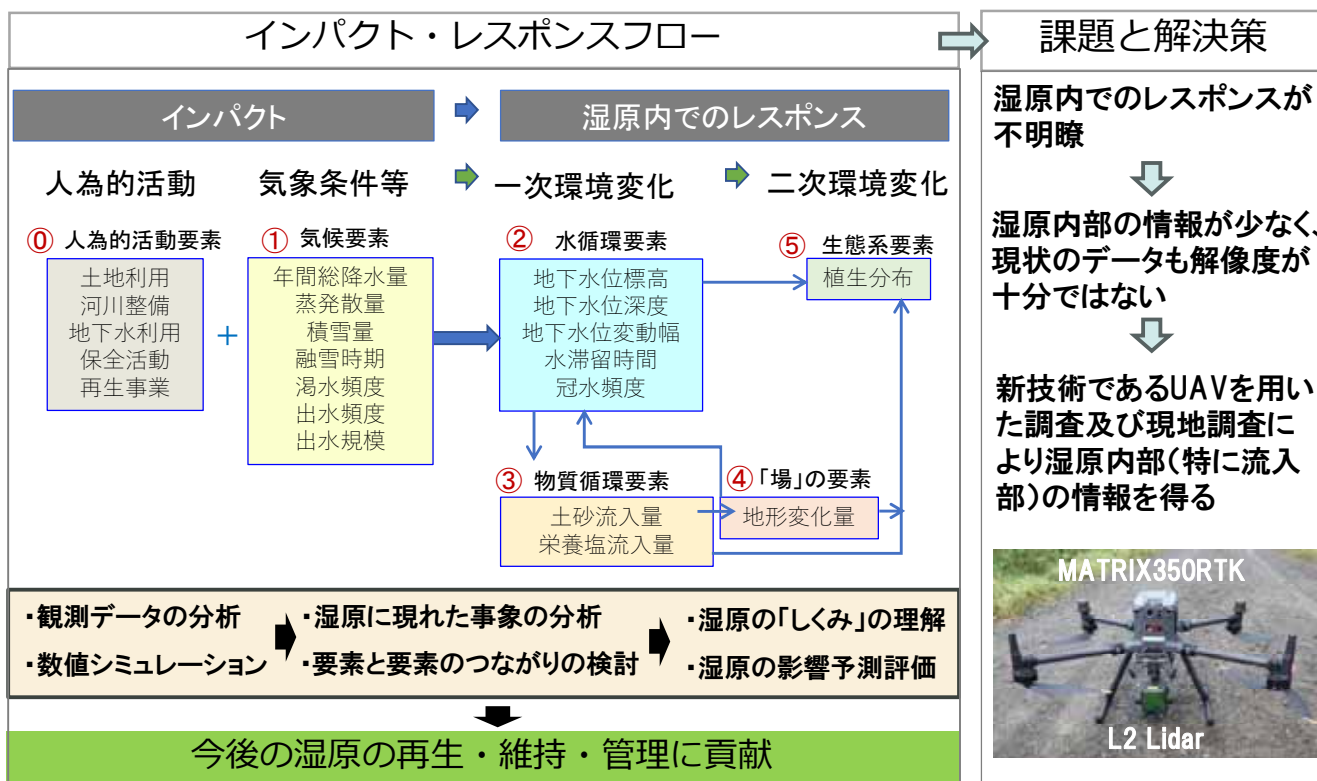 インパクト・レスポンスフロー
インパクト
湿原内でのレスポンス
人為的活動
気象条件等
一次環境変化
二次環境変化
⓪ 人為的活動要素
土地利用
河川整備
地下水利用
保全活動
再生事業
+
① 気候要素
年間総降水量
蒸発散量
積雪量
融雪時期
渇水頻度
出水頻度
出水規模
② 水循環要素
地下水位標高
地下水位深度
地下水位変動幅
水滞留時間
冠水頻度
⑤ 生態系要素
植生分布
③ 物質循環要素
土砂流入量
栄養塩流入量
④ 「場」の要素
地形変化量
・観測データの分析
・数値シミュレーション
・湿原に現れた事象の分析
・要素と要素のつながりの検討
・湿原の「しくみ」の理解
・湿原の影響予測評価
今後の湿原の再生・維持・管理に貢献
課題と解決策
湿原内でのレスポンスが
不明瞭
湿原内部の情報が少なく、
現状のデータも解像度が
十分ではない
新技術であるUAVを用い
た調査及び現地調査に
より湿原内部(特に流入
部)の情報を得る
MATRIX350RTK
L2 Lidar